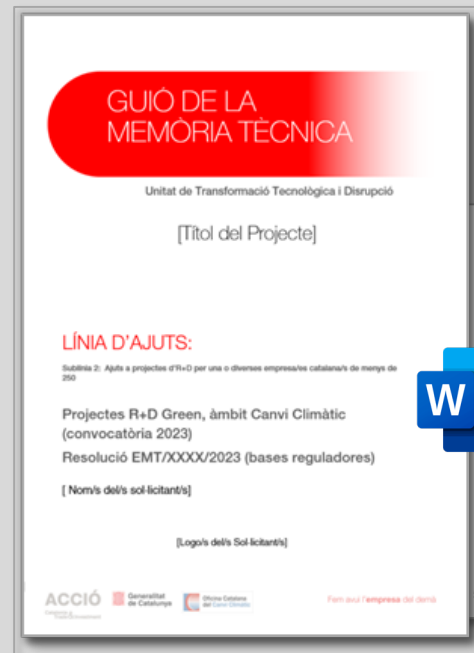 GUIÓ DE LA
MEMÒRIA TÈCNICA
Unitat de Transformació Tecnològica i Disrupció
[Títol del Projecte]
LÍNIA D'AJUTS:
Sublínia 2: Ajuts a projectes d'R+D per una o diverses empresa/es catalana/s de menys de
250
Projectes R+D Green, àmbit Canvi Climàtic
(convocatòria 2023)
Resolució EMT/XXXX/2023 (bases reguladores)
[ Nom/s del/s sol·licitant/s]
[Logo/s del/s Sol·licitant/s]
W
ACCIÓ
Generalitat
de Catalunya
Oficina Catalana
del Canvi Climàtic
Fem avui l'empresa del demà